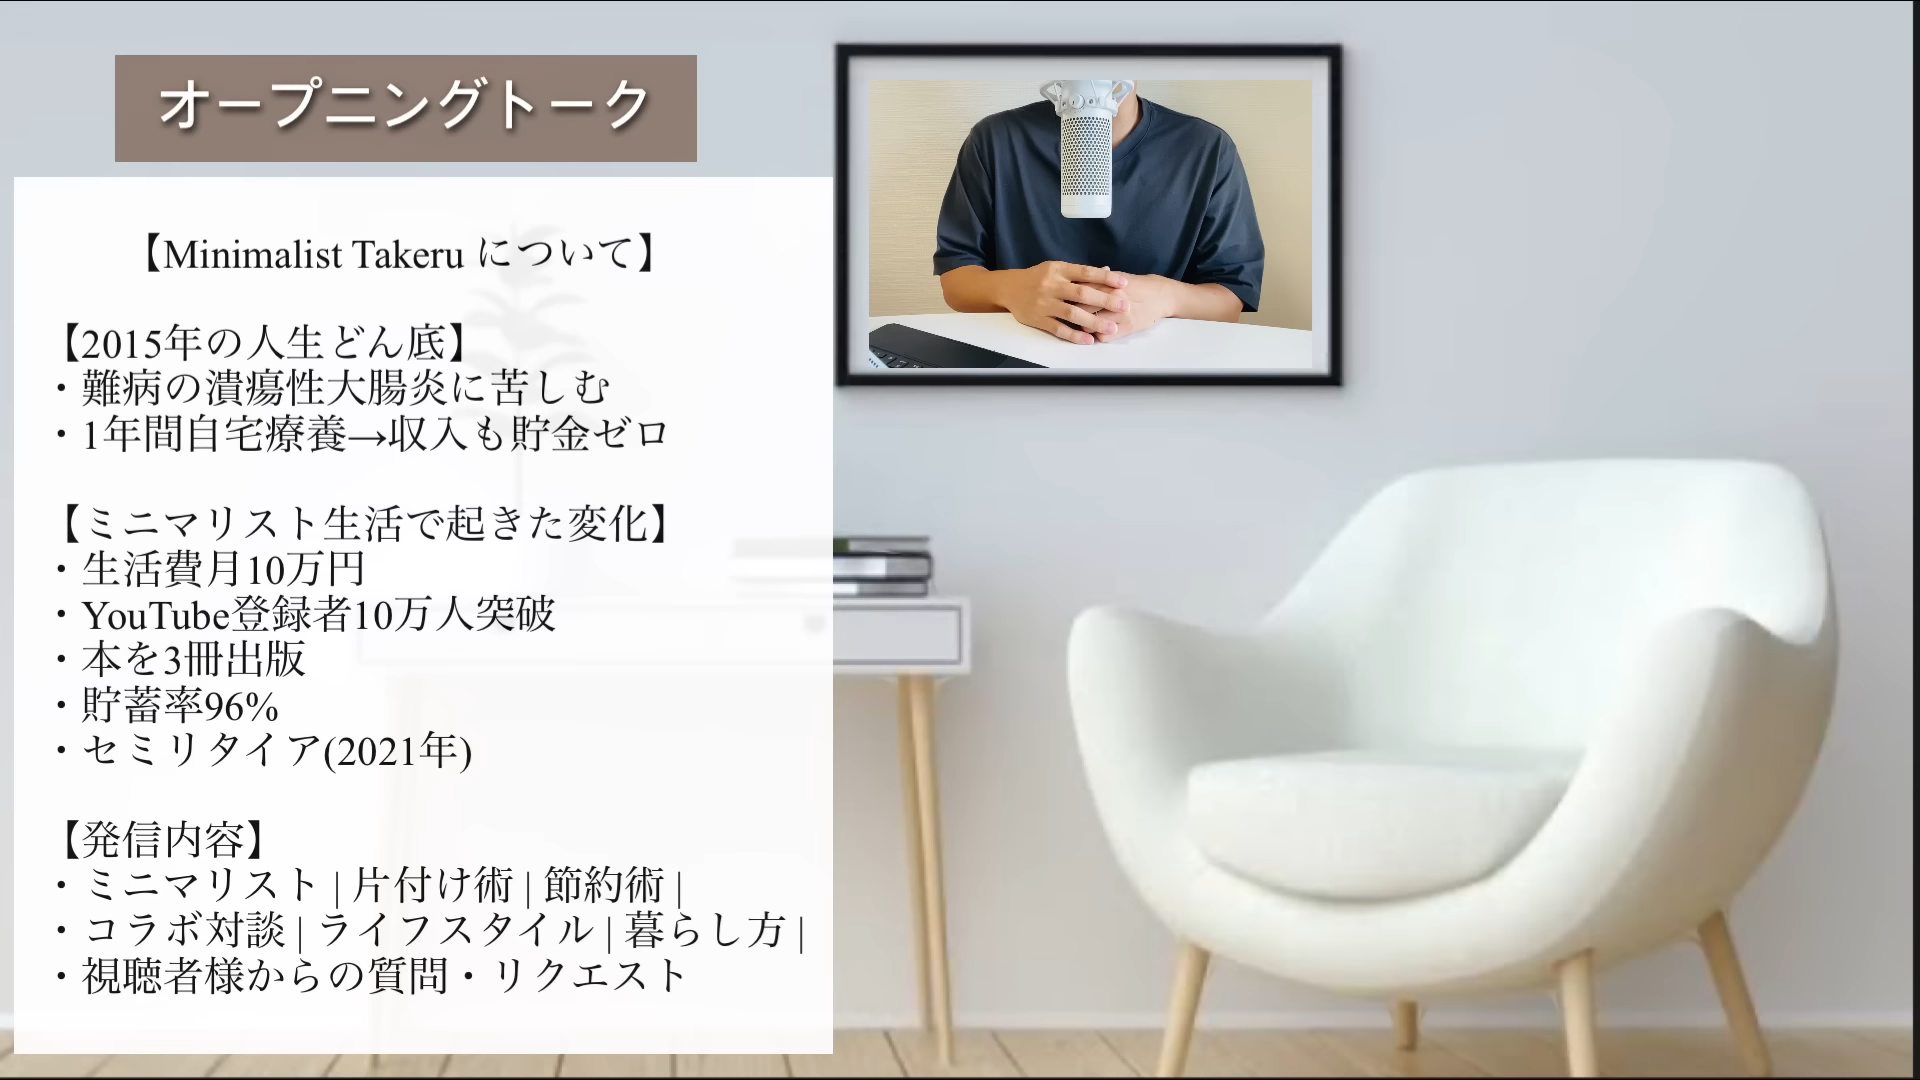 オープニングトーク
【Minimalist Takeru について】
【2015年の人生どん底】
・難病の潰瘍性大腸炎に苦しむ
・1年間自宅療養→収入も貯金ゼロ
【ミニマリスト生活で起きた変化】
・生活費月10万円
・YouTube登録者10万人突破
・本を3冊出版
・貯蓄率96%
・セミリタイア(2021年)
【発信内容】
・ミニマリスト | 片付け術 | 節約術 |
・コラボ対談 | ライフスタイル | 暮らし方 |
・視聴者様からの質問・リクエスト